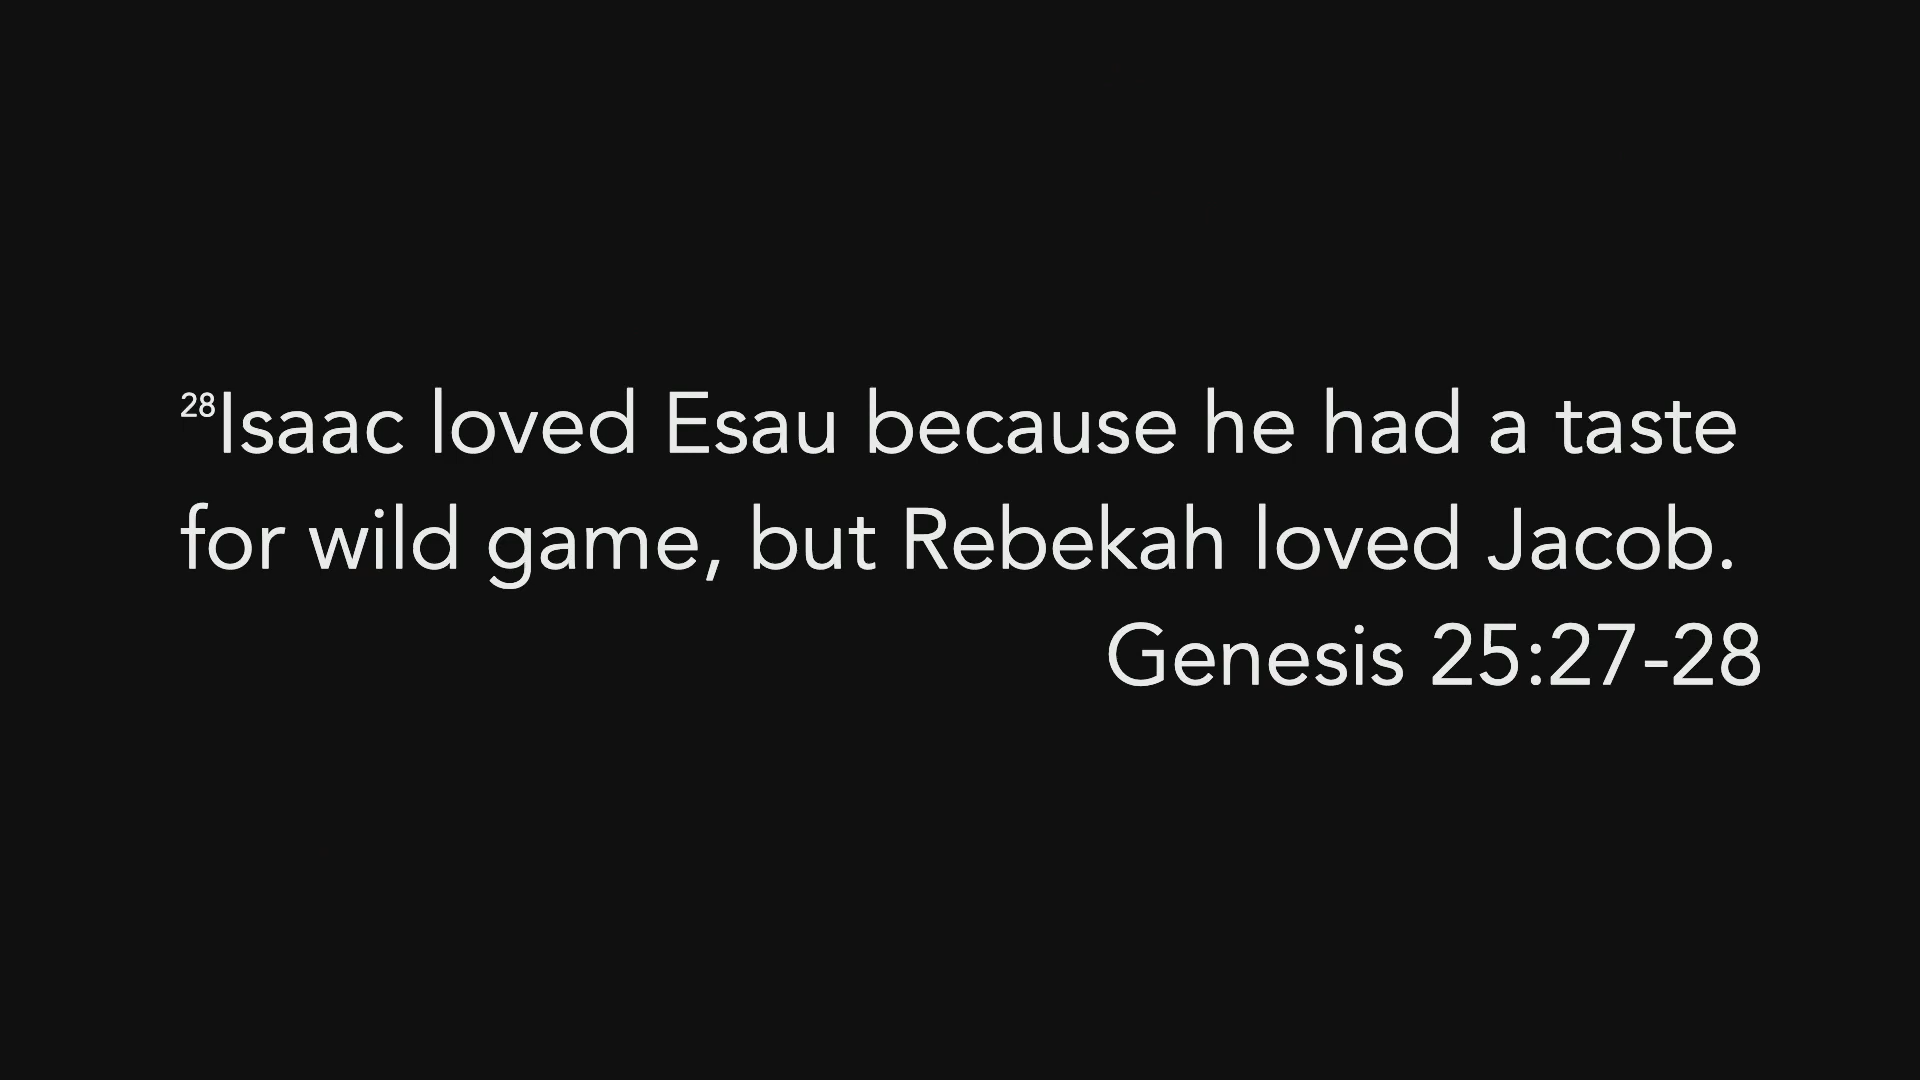 28Isaac loved Esau because he had a taste
for wild game, but Rebekah loved Jacob.
Genesis 25:27-28